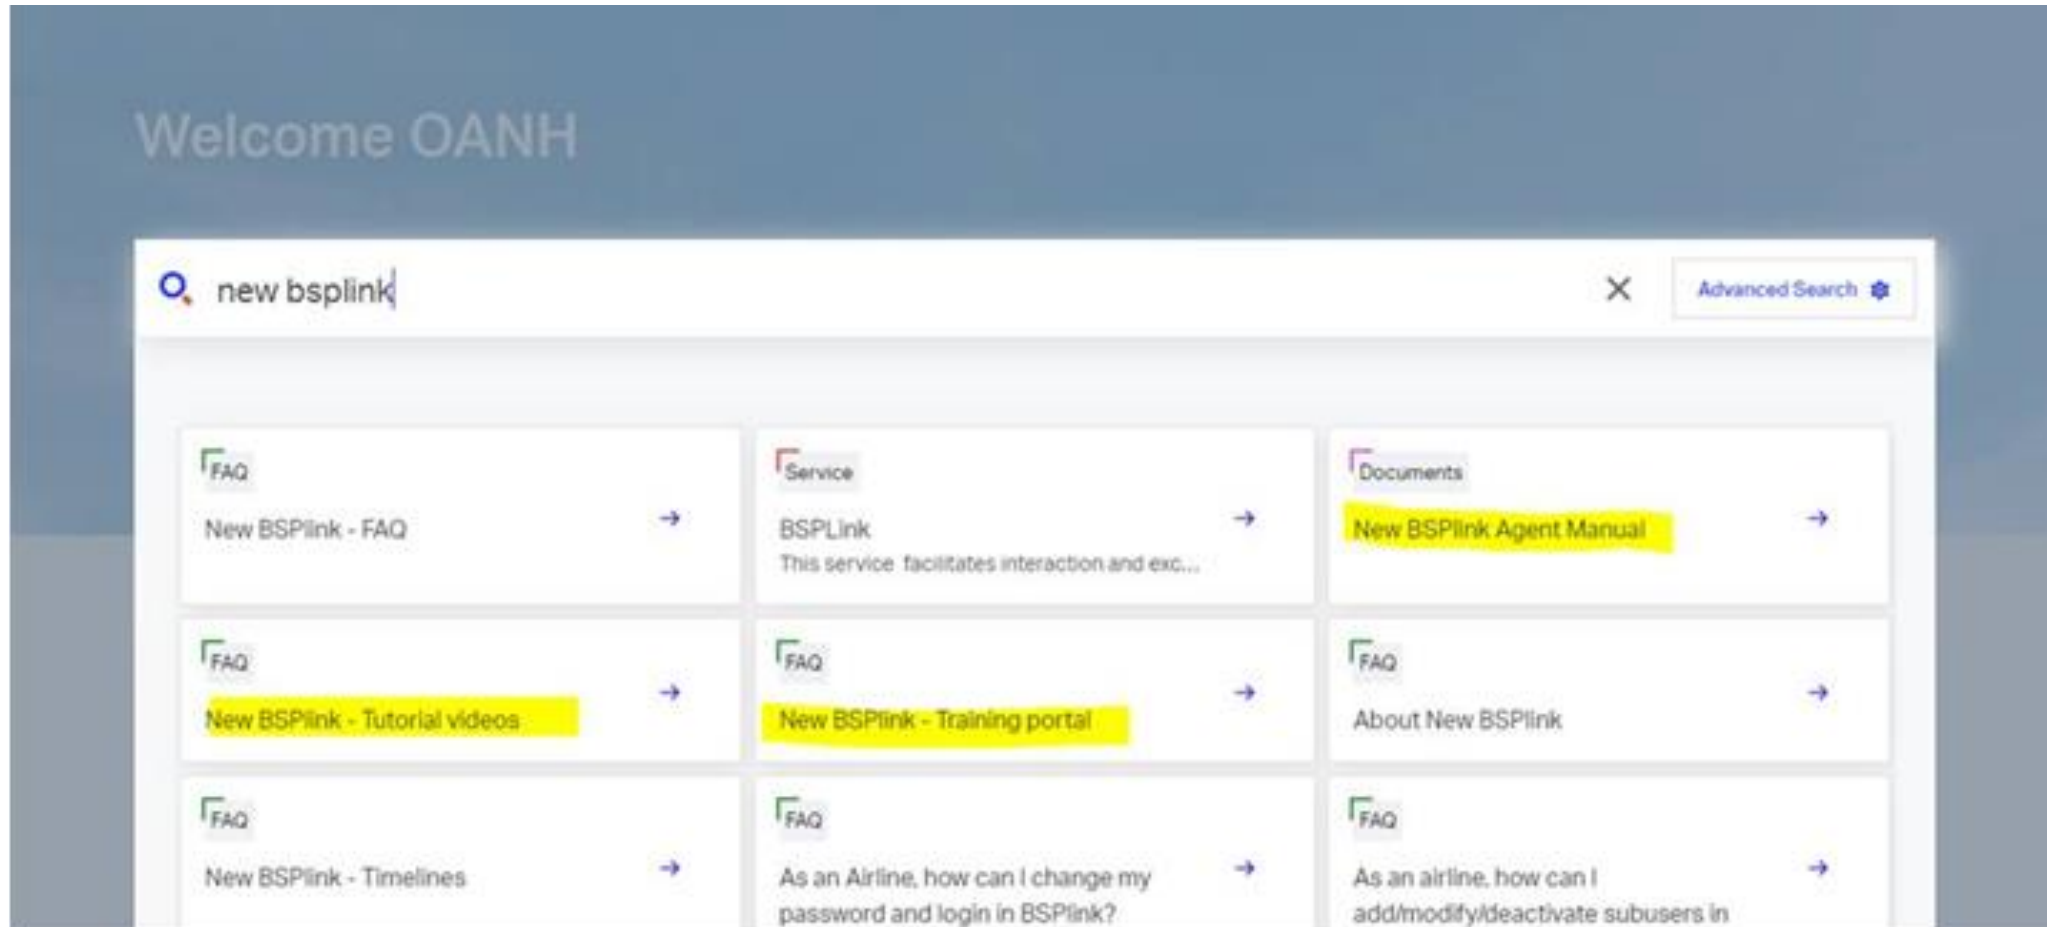 Welcome OANH
new bsplink
Advanced Search
FAQ
New BSPlink - FAQ
Service
BSPLink
This service facilitates interaction and exc...
Documents
New BSPlink Agent Manual
FAQ
New BSPlink - Tutorial videos
FAQ
New BSPlink - Training portal
FAQ
About New BSPlink
FAQ
New BSPlink - Timelines
FAQ
As an Airline, how can I change my
password and login in BSPlink?
FAQ
As an airline, how can I
add/modify/deactivate subusers in